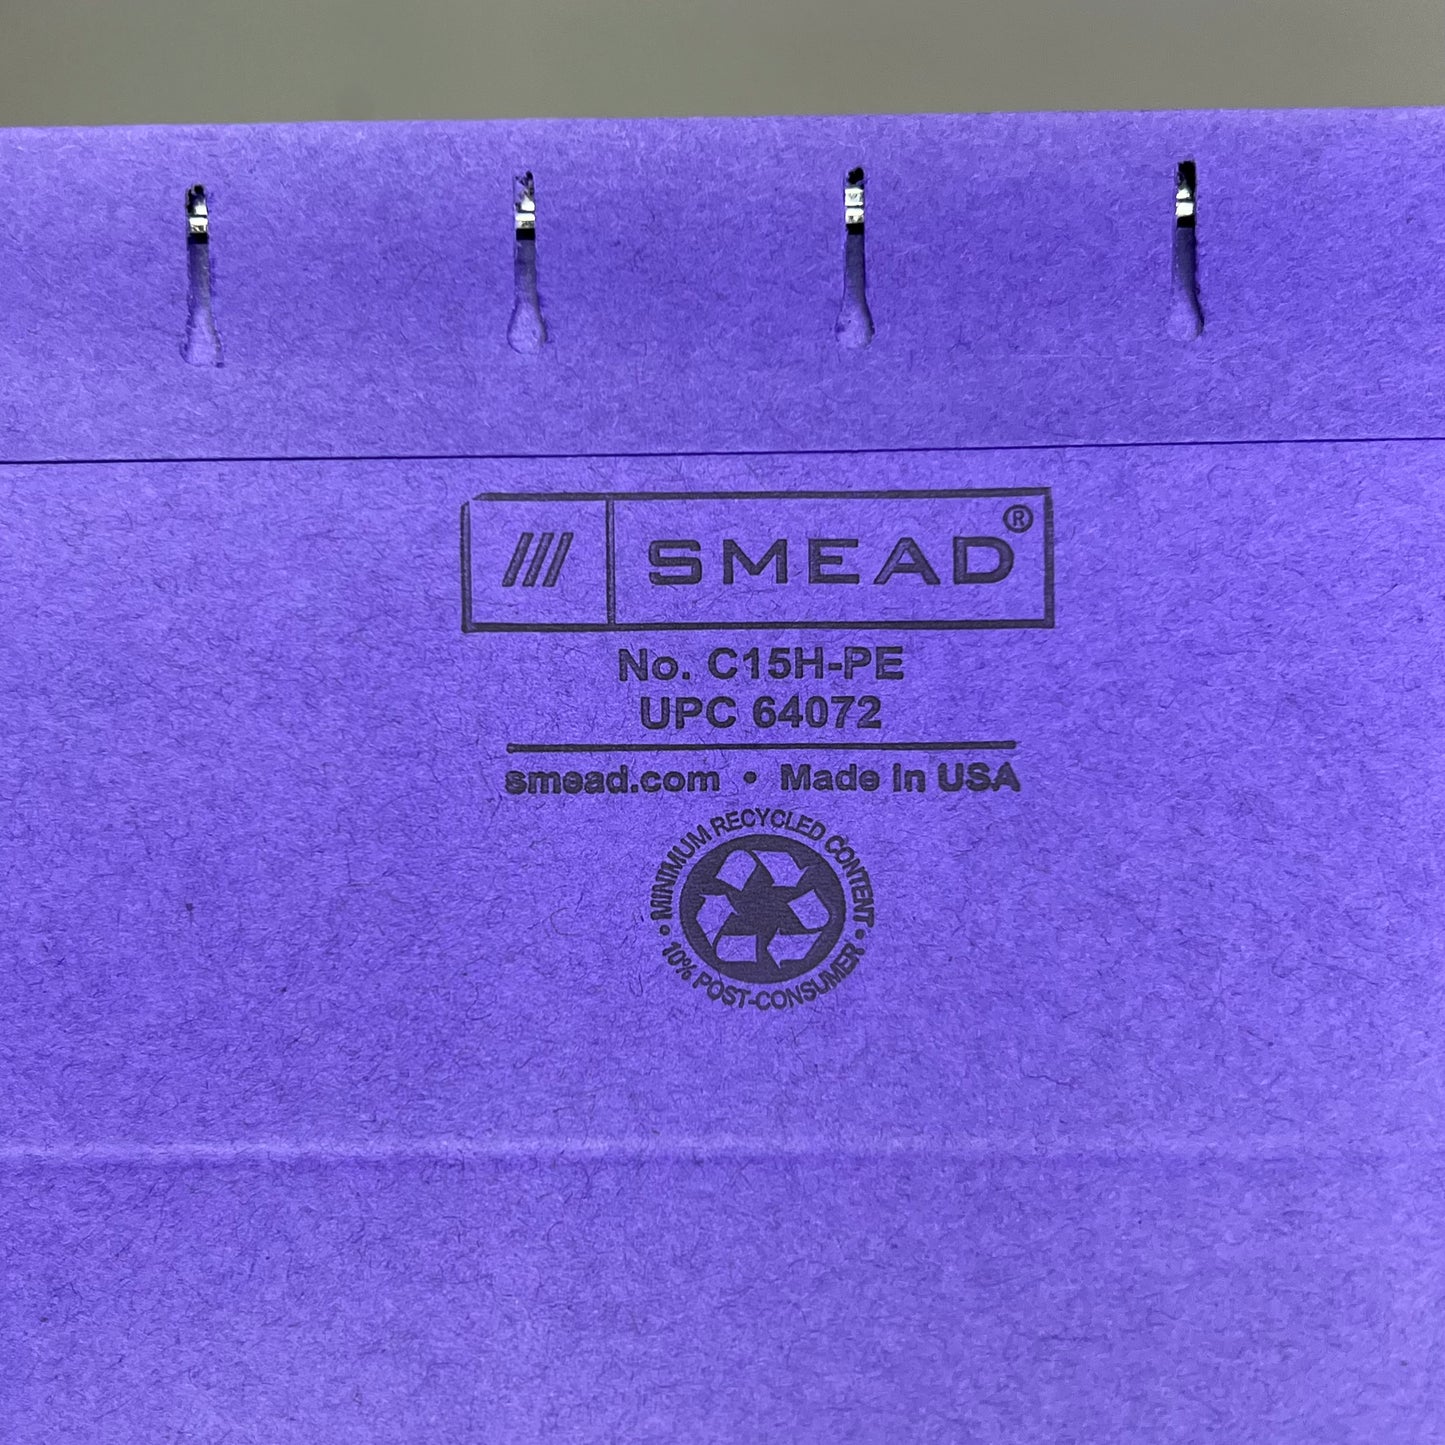 SMEAD®
No. C15H-PE
UPC 64072
smead.com • Made in USA
MINIMUM RECYCLED CONTENT
• 10% POST-CONSUMER •